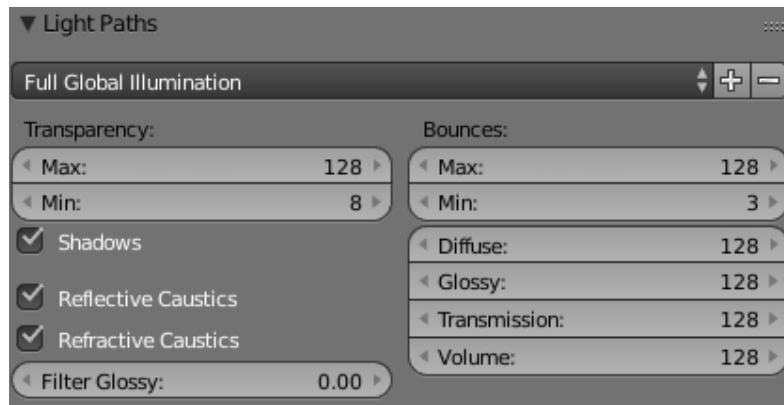 Light Paths
Full Global Illumination
Transparency:
Max: 128
Min: 8
Shadows
Reflective Caustics
Refractive Caustics
Filter Glossy: 0.00
Bounces:
Max: 128
Min: 3
Diffuse: 128
Glossy: 128
Transmission: 128
Volume: 128